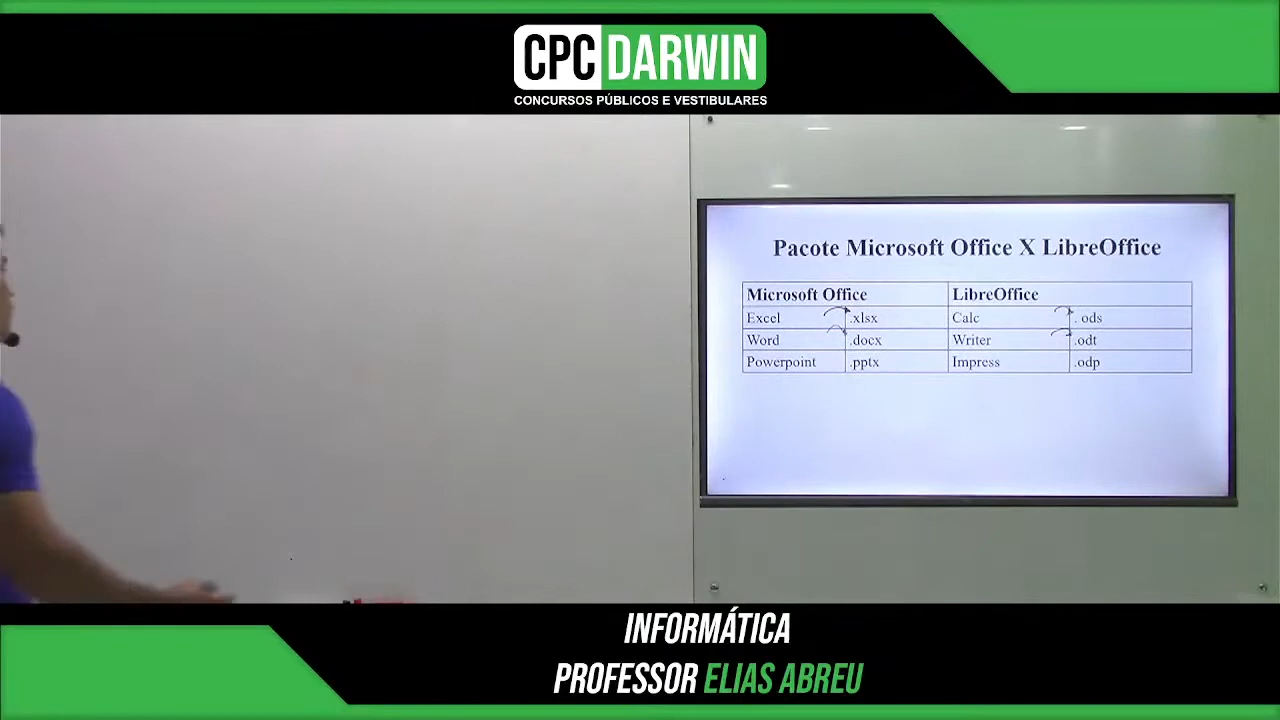 CPC DARWIN
CONCURSOS PÚBLICOS E VESTIBULARES
Pacote Microsoft Office X LibreOffice
Microsoft Office LibreOffice
Excel .xlsx Calc . ods
Word .docx Writer .odt
Powerpoint .pptx Impress .odp
INFORMÁTICA
PROFESSOR ELIAS ABREU